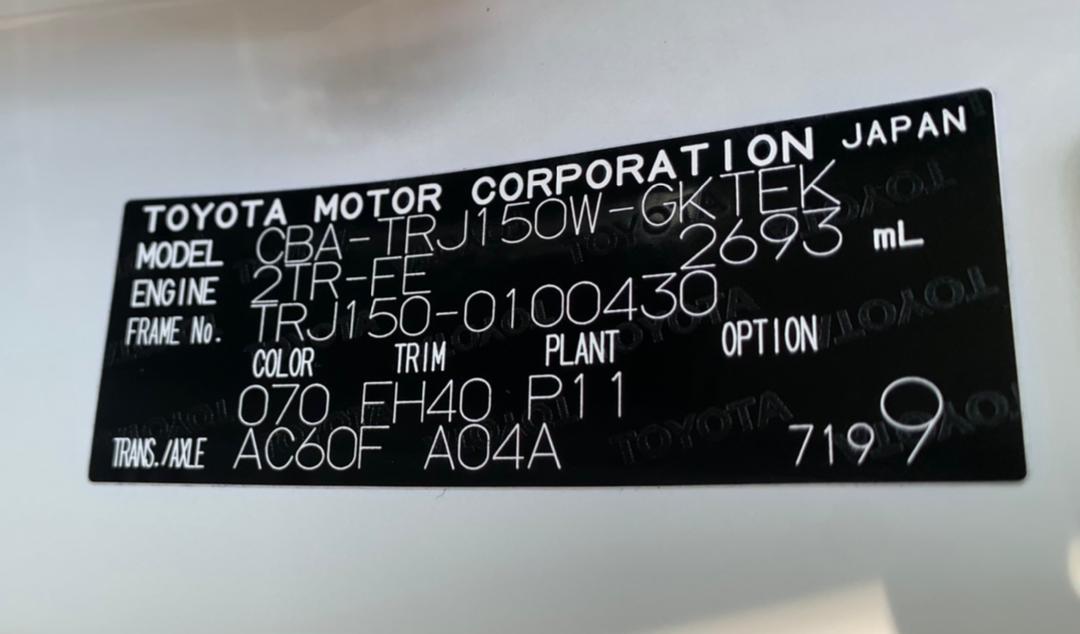 TOYOTA MOTOR CORPORATION JAPAN
MODEL CBA-TRJ150W-GKTEK
ENGINE 2TR-FE 2693 mL
FRAME No. TRJ150-0100430
COLOR TRIM PLANT OPTION
070 FH40 P11
TRANS./AXLE AC60F A04A 719 9